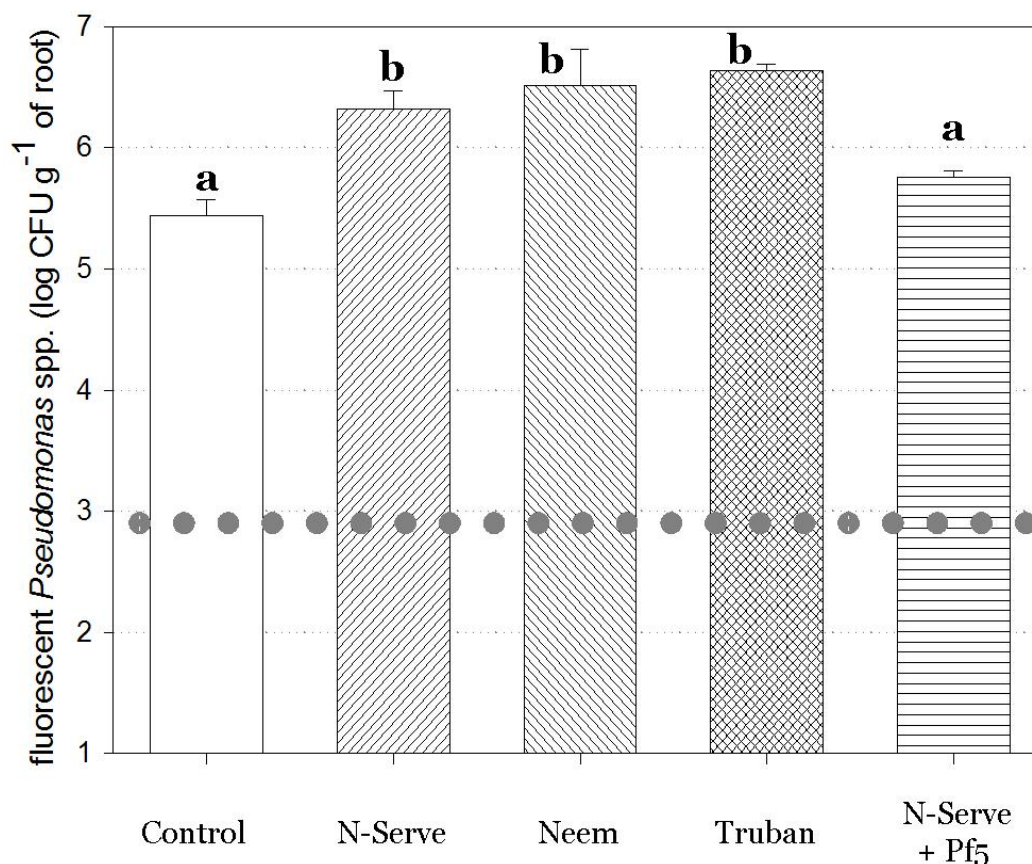 fluorescent Pseudomonas spp. (log CFU g-1 of root)
7
6
5
4
3
2
1
a
b
b
b
a
Control
N-Serve
Neem
Truban
N-Serve
+ Pf5